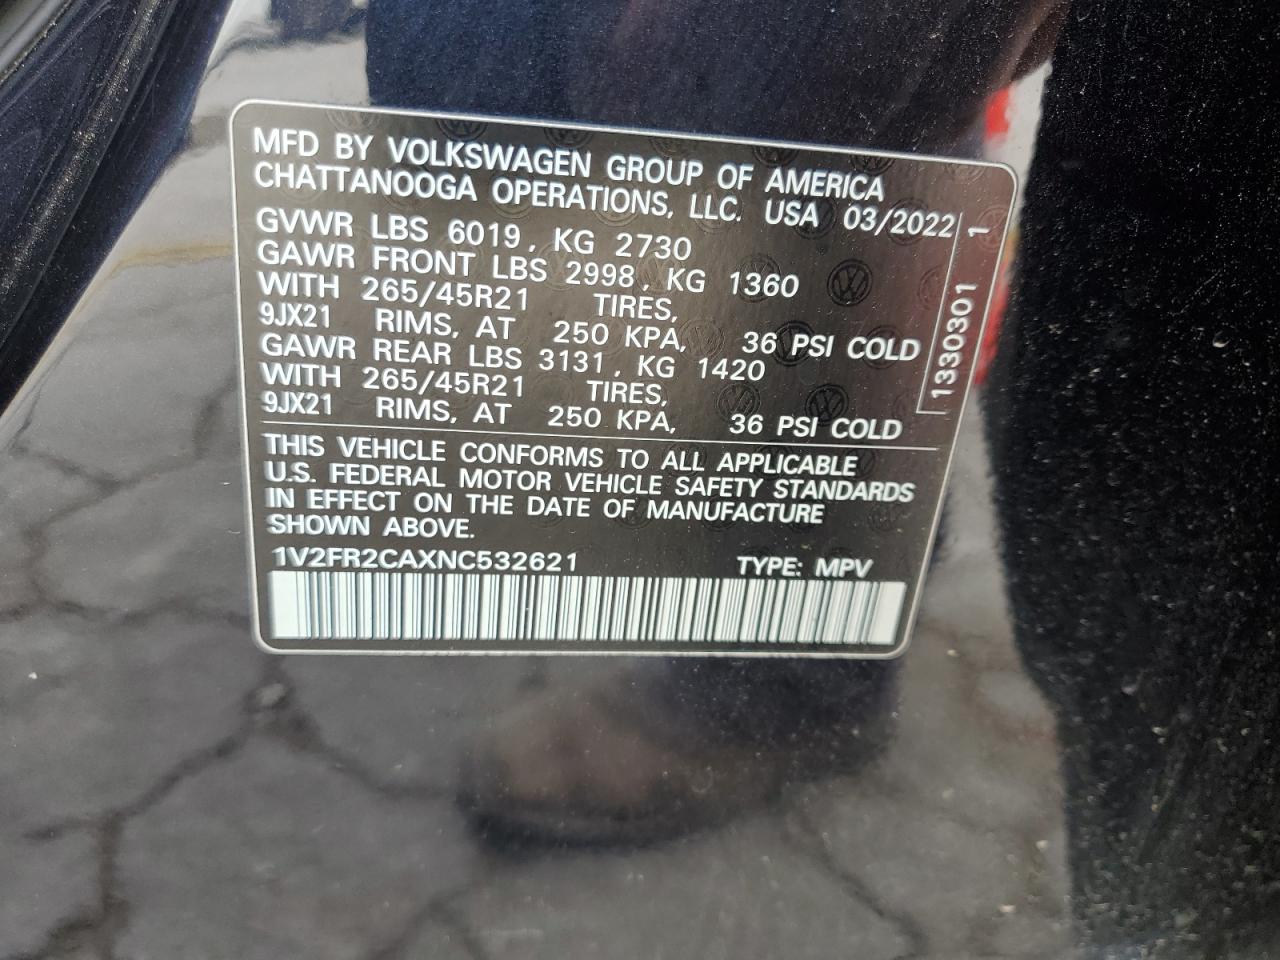 MFD BY VOLKSWAGEN GROUP OF AMERICA
CHATTANOOGA OPERATIONS, LLC. USA 03/2022
GVWR LBS 6019, KG 2730
GAWR FRONT LBS 2998, KG 1360
WITH 265/45R21 TIRES,
9JX21 RIMS, AT 250 KPA, 36 PSI COLD
GAWR REAR LBS 3131, KG 1420
WITH 265/45R21 TIRES,
9JX21 RIMS, AT 250 KPA, 36 PSI COLD
1330301 1
THIS VEHICLE CONFORMS TO ALL APPLICABLE
U.S. FEDERAL MOTOR VEHICLE SAFETY STANDARDS
IN EFFECT ON THE DATE OF MANUFACTURE
SHOWN ABOVE.
1V2FR2CAXNC532621 TYPE: MPV